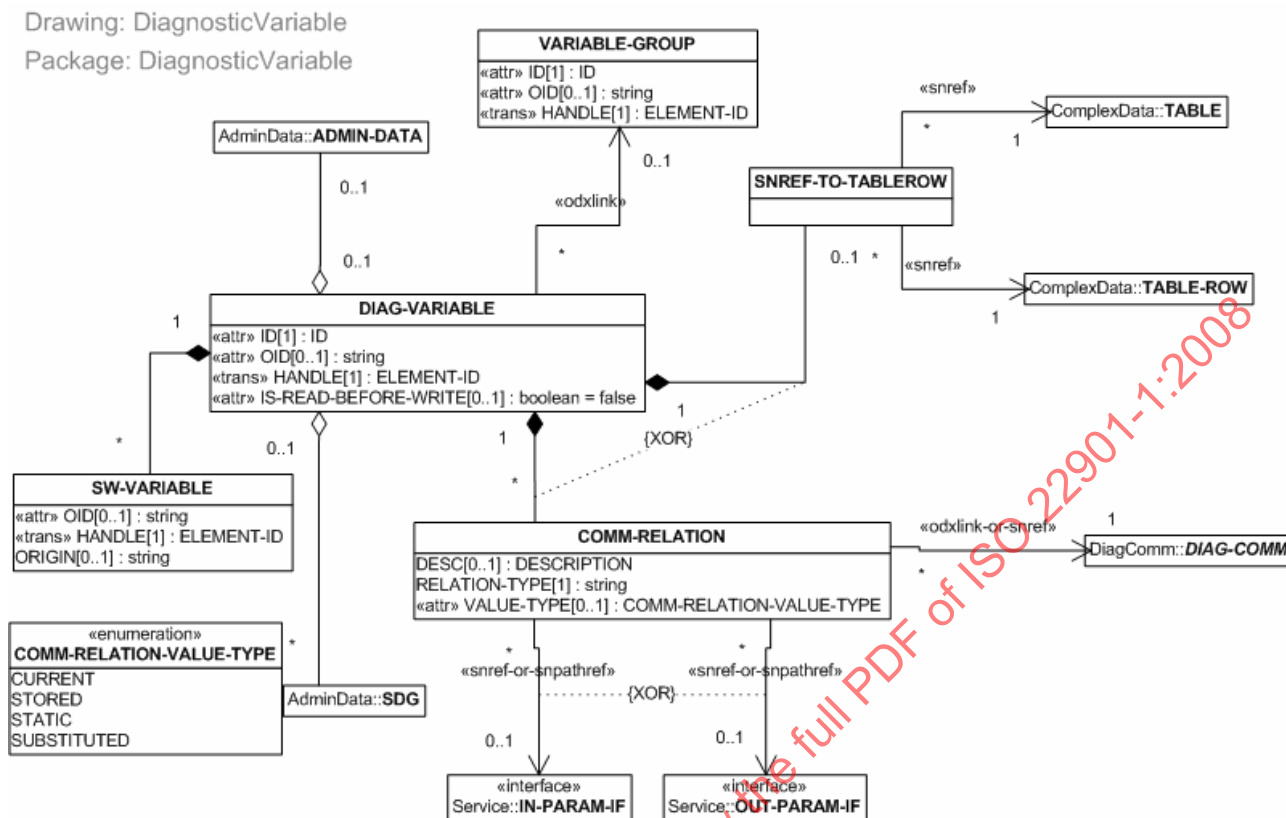 Drawing: DiagnosticVariable
Package: DiagnosticVariable
VARIABLE-GROUP
«attr» ID[1] : ID
«attr» OID[0..1] : string
«trans» HANDLE[1] : ELEMENT-ID
AdminData::ADMIN-DATA
0..1
0..1
«odxlink»
*
0..1
«snref»
*
1
ComplexData::TABLE
SNREF-TO-TABLEROW
0..1
*
«snref»
1
ComplexData::TABLE-ROW
DIAG-VARIABLE
«attr» ID[1] : ID
«attr» OID[0..1] : string
«trans» HANDLE[1] : ELEMENT-ID
«attr» IS-READ-BEFORE-WRITE[0..1] : boolean = false
1
*
0..1
1
*
1
{XOR}
SW-VARIABLE
«attr» OID[0..1] : string
«trans» HANDLE[1] : ELEMENT-ID
ORIGIN[0..1] : string
COMM-RELATION
DESC[0..1] : DESCRIPTION
RELATION-TYPE[1] : string
«attr» VALUE-TYPE[0..1] : COMM-RELATION-VALUE-TYPE
«odxlink-or-snref»
*
1
DiagComm::DIAG-COMM
«enumeration»
COMM-RELATION-VALUE-TYPE
CURRENT
STORED
STATIC
SUBSTITUTED
*
AdminData::SDG
*
«snref-or-snpathref»
*
«snref-or-snpathref»
{XOR}
0..1
0..1
«interface»
Service::IN-PARAM-IF
«interface»
Service::OUT-PARAM-IF
the full PDF of ISO 22901-1:2008